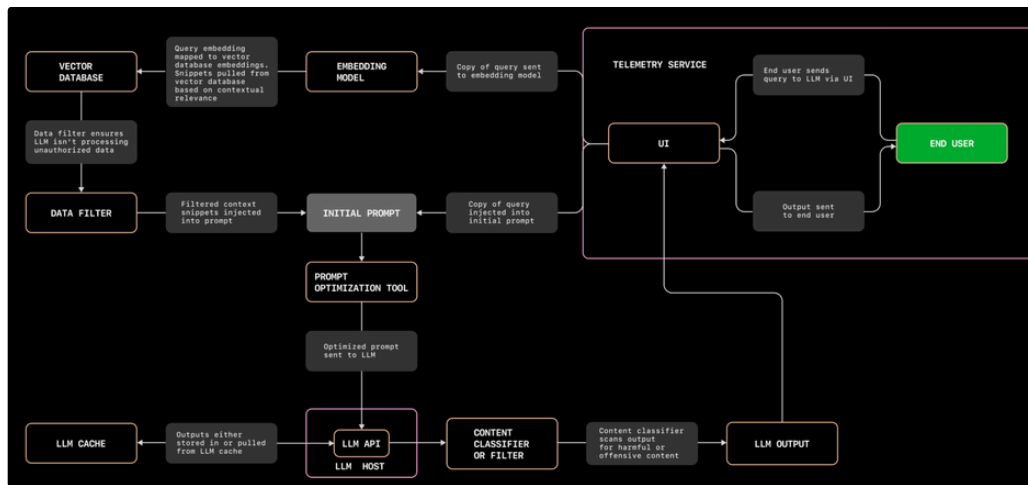 VECTOR
DATABASE
Query embedding
mapped to vector
database embeddings.
Snippets pulled from
vector database
based on contextual
relevance
EMBEDDING
MODEL
Copy of query
sent to embedding model
TELEMETRY SERVICE
End user sends
query to LLM via UI
UI
END USER
Output sent
to end user
Data filter ensures
LLM isn't processing
unauthorized data
DATA FILTER
Filtered context
snippets injected
into prompt
INITIAL PROMPT
Copy of query
injected into
initial prompt
PROMPT
OPTIMIZATION TOOL
Optimized prompt
sent to LLM
LLM CACHE
Outputs either
stored in or pulled
from LLM cache
LLM API
LLM HOST
CONTENT
CLASSIFIER
OR FILTER
Content classifier
scans output
for harmful or
offensive content
LLM OUTPUT